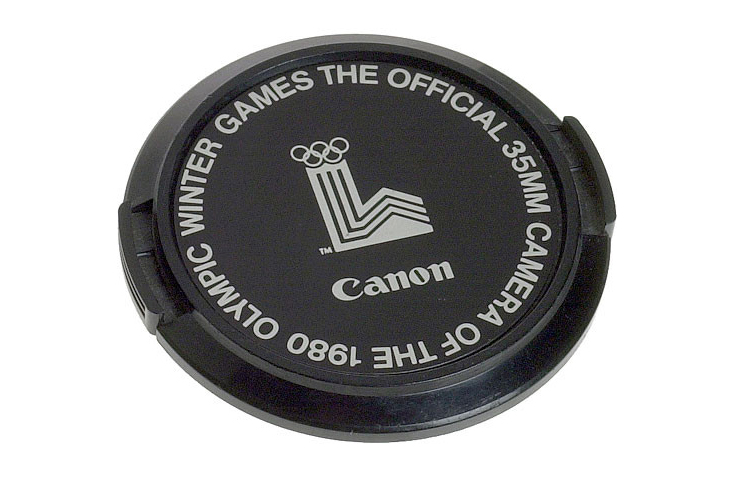 THE OFFICIAL 35MM CAMERA OF THE 1980 OLYMPIC WINTER GAMES
TM
Canon